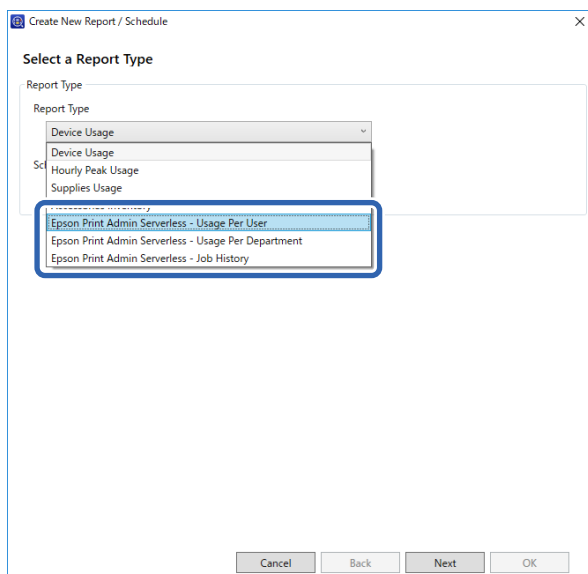 Create New Report / Schedule
Select a Report Type
Report Type
Report Type
Device Usage
Device Usage
Hourly Peak Usage
Supplies Usage
Epson Print Admin Serverless - Usage Per User
Epson Print Admin Serverless - Usage Per Department
Epson Print Admin Serverless - Job History
Cancel Back Next OK